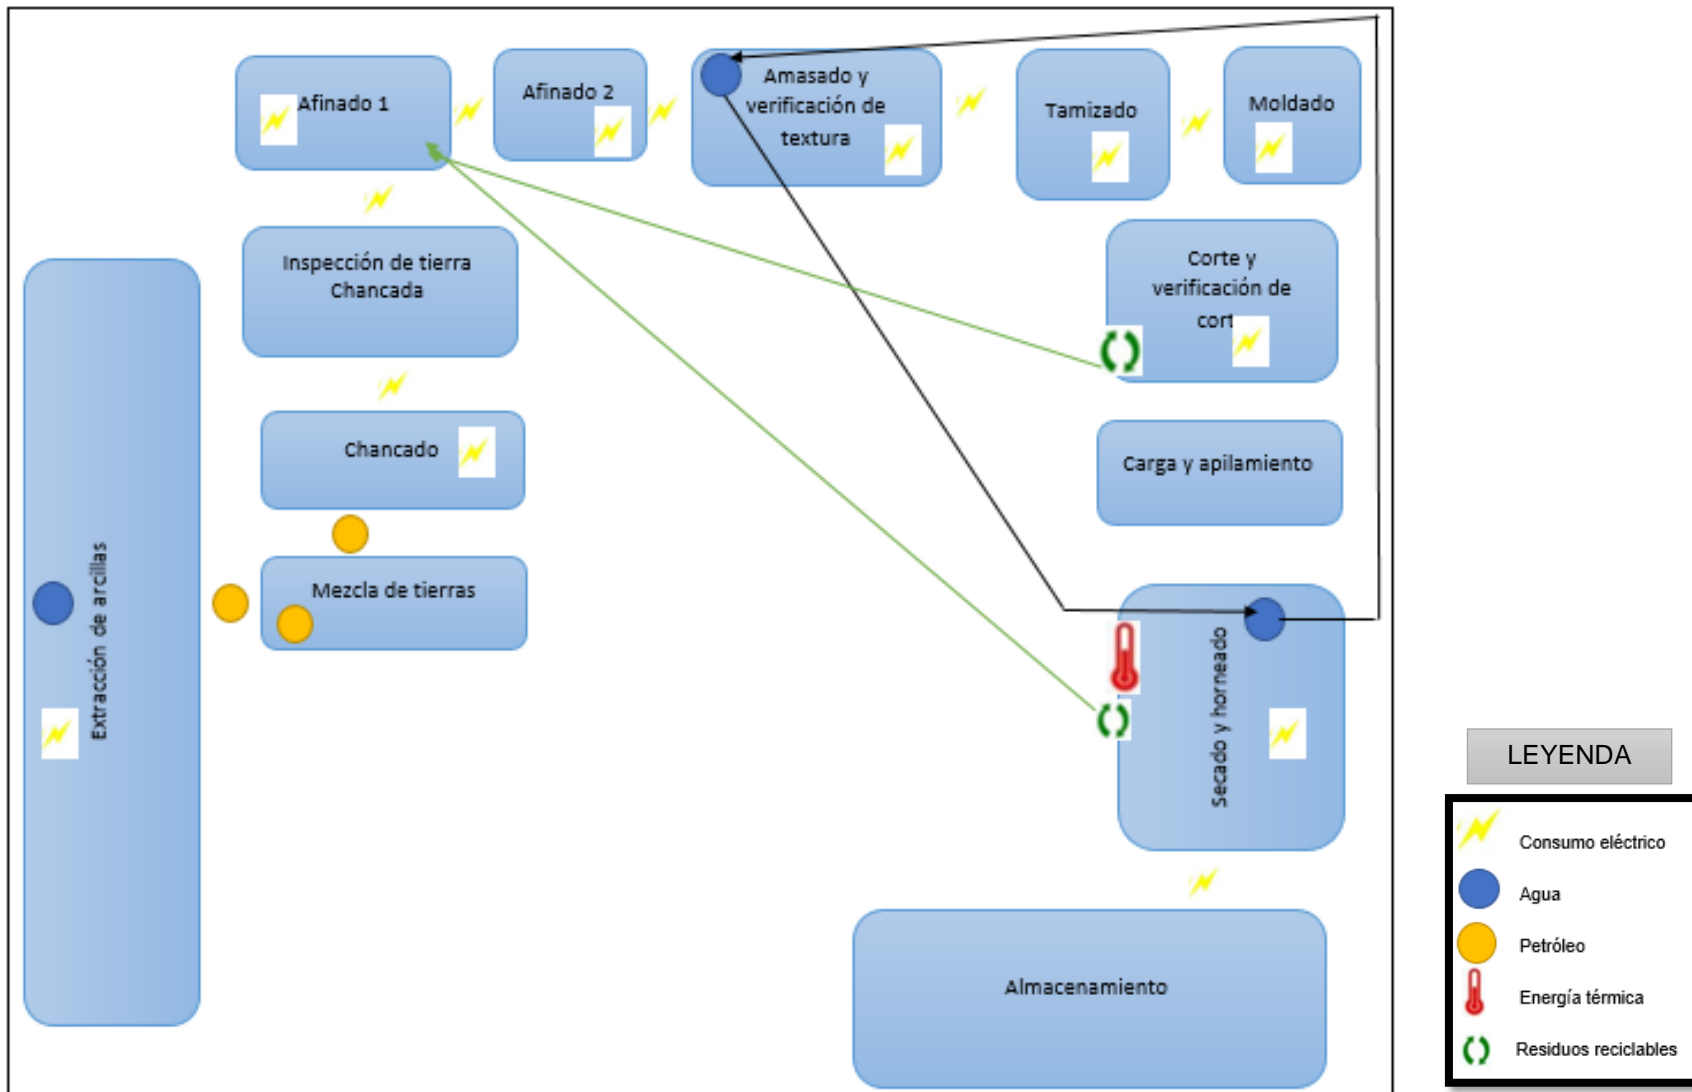 Afinado 1
Afinado 2
Amasado y
verificación de
textura
Tamizado
Moldado
Inspección de tierra
Chancada
Corte y
verificación de
cort
Chancado
Carga y apilamiento
Extracción de arcillas
Mezcla de tierras
Secado y horneado
Almacenamiento
LEYENDA
Consumo eléctrico
Agua
Petróleo
Energía térmica
Residuos reciclables